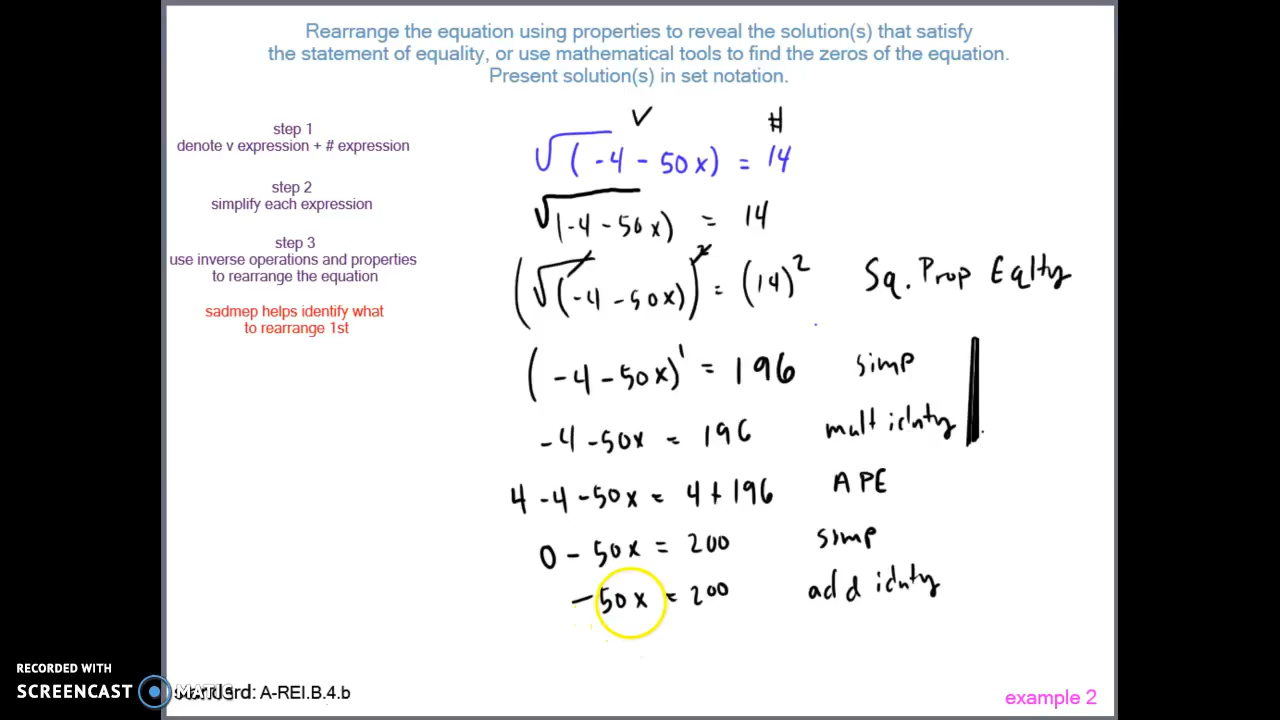 Rearrange the equation using properties to reveal the solution(s) that satisfy
the statement of equality, or use mathematical tools to find the zeros of the equation.
Present solution(s) in set notation.
step 1
denote v expression + # expression
step 2
simplify each expression
step 3
use inverse operations and properties
to rearrange the equation
sadmep helps identify what
to rearrange 1st
V #
√(-4 - 50x) = 14
√(-4 - 50x) = 14
(√(-4 - 50x))² = (14)² Sq. Prop Eqlty
(-4 - 50x)¹ = 196 simp
-4 - 50x = 196 mult idnty
4 - 4 - 50x = 4 + 196 APE
0 - 50x = 200 simp
-50x = 200 add idnty
RECORDED WITH
SCREENCAST MATIC
A-REI.B.4.b
example 2